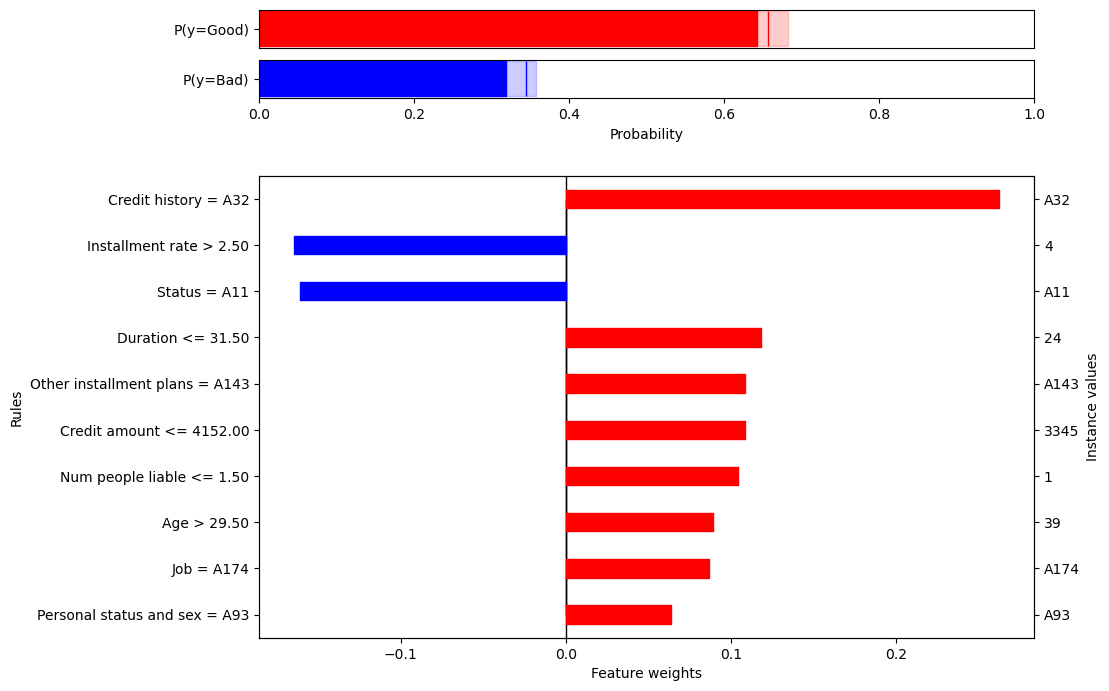 P(y=Good)
P(y=Bad)
0.0 0.2 0.4 0.6 0.8 1.0
Probability
Rules
Credit history = A32 A32
Installment rate > 2.50 4
Status = A11 A11
Duration <= 31.50 24
Other installment plans = A143 A143
Credit amount <= 4152.00 3345
Num people liable <= 1.50 1
Age > 29.50 39
Job = A174 A174
Personal status and sex = A93 A93
Instance values
−0.1 0.0 0.1 0.2
Feature weights